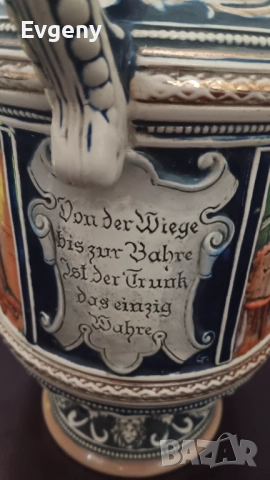 Evgeny
Von der Wiege
bis zur Bahre
Ist der Trunk
das einzig
Wahre
BAZAR